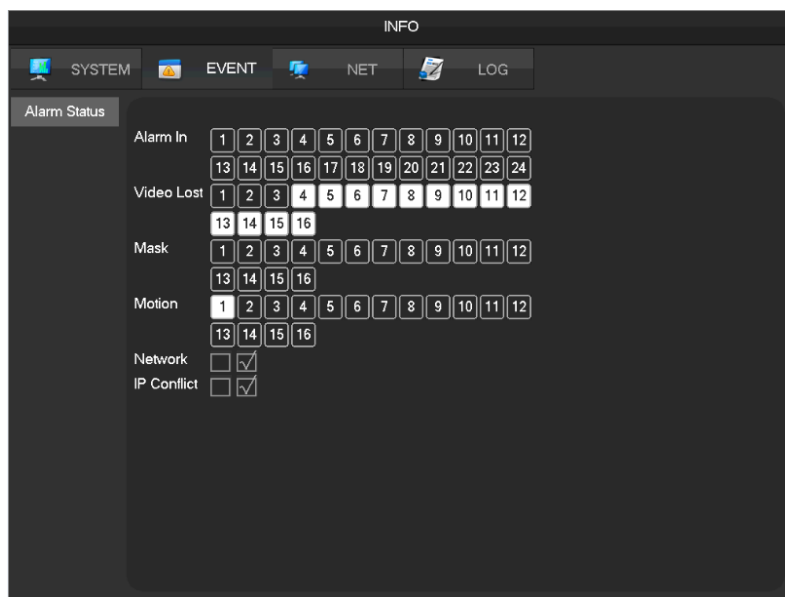 INFO
SYSTEM EVENT NET LOG
Alarm Status
Alarm In 1 2 3 4 5 6 7 8 9 10 11 12
13 14 15 16 17 18 19 20 21 22 23 24
Video Lost 1 2 3 4 5 6 7 8 9 10 11 12
13 14 15 16
Mask 1 2 3 4 5 6 7 8 9 10 11 12
13 14 15 16
Motion 1 2 3 4 5 6 7 8 9 10 11 12
13 14 15 16
Network
IP Conflict